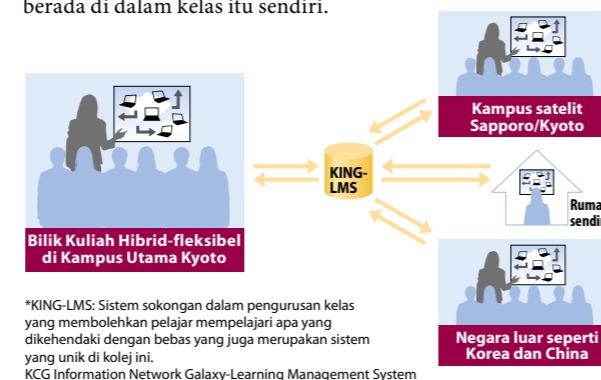 berada di dalam kelas itu sendiri.
Bilik Kuliah Hibrid-fleksibel
di Kampus Utama Kyoto
KING-
LMS
Kampus satelit
Sapporo/Kyoto
sendiri
Negara luar seperti
Korea dan China
*KING-LMS: Sistem sokongan dalam pengurusan kelas
yang membolehkan pelajar mempelajari apa yang
dikehendaki dengan bebas yang juga merupakan sistem
yang unik di kolej ini.
KCG Information Network Galaxy-Learning Management System